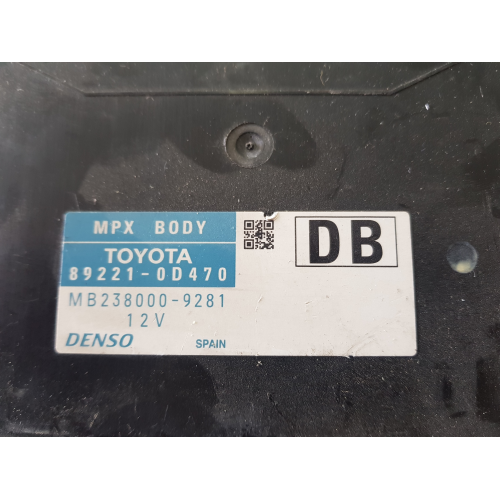 MPX BODY
DB
TOYOTA
89221-0D470
MB238000-9281
12V
DENSO
SPAIN